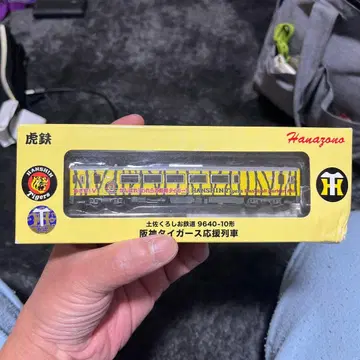 虎鉄
Hanazono
HANSHIN
Tigers
HANSHIN
土佐くろしお鉄道 9640-10形
阪神タイガース応援列車